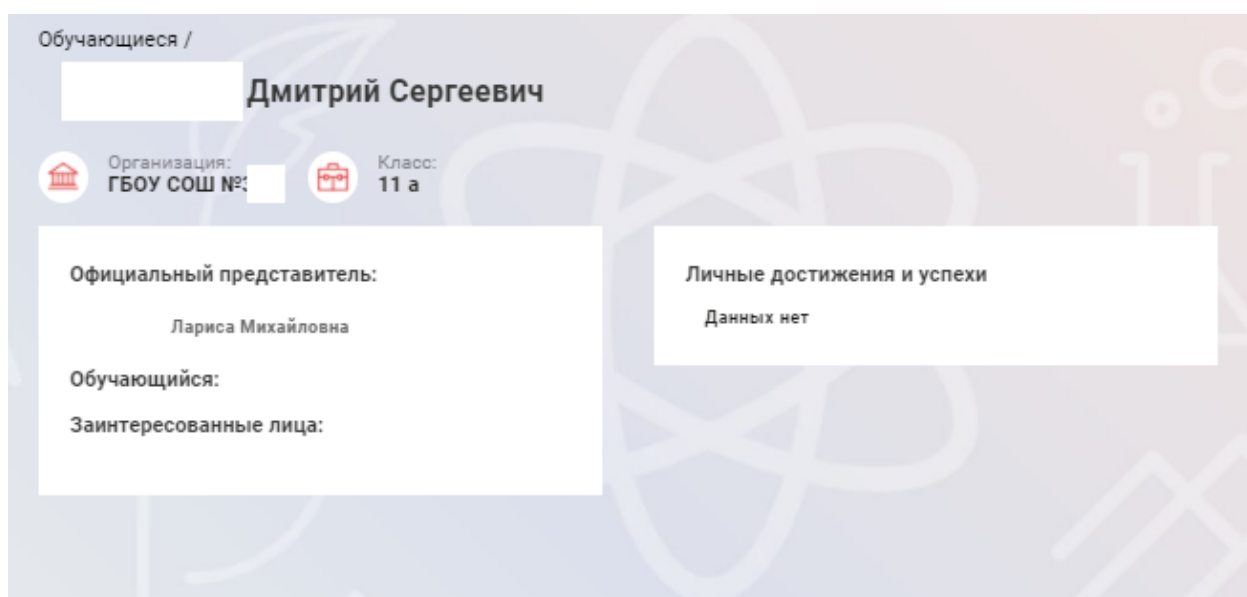 Обучающиеся /
Дмитрий Сергеевич
Организация:
ГБОУ СОШ №3
Класс:
11 а
Официальный представитель:
Лариса Михайловна
Обучающийся:
Заинтересованные лица:
Личные достижения и успехи
Данных нет